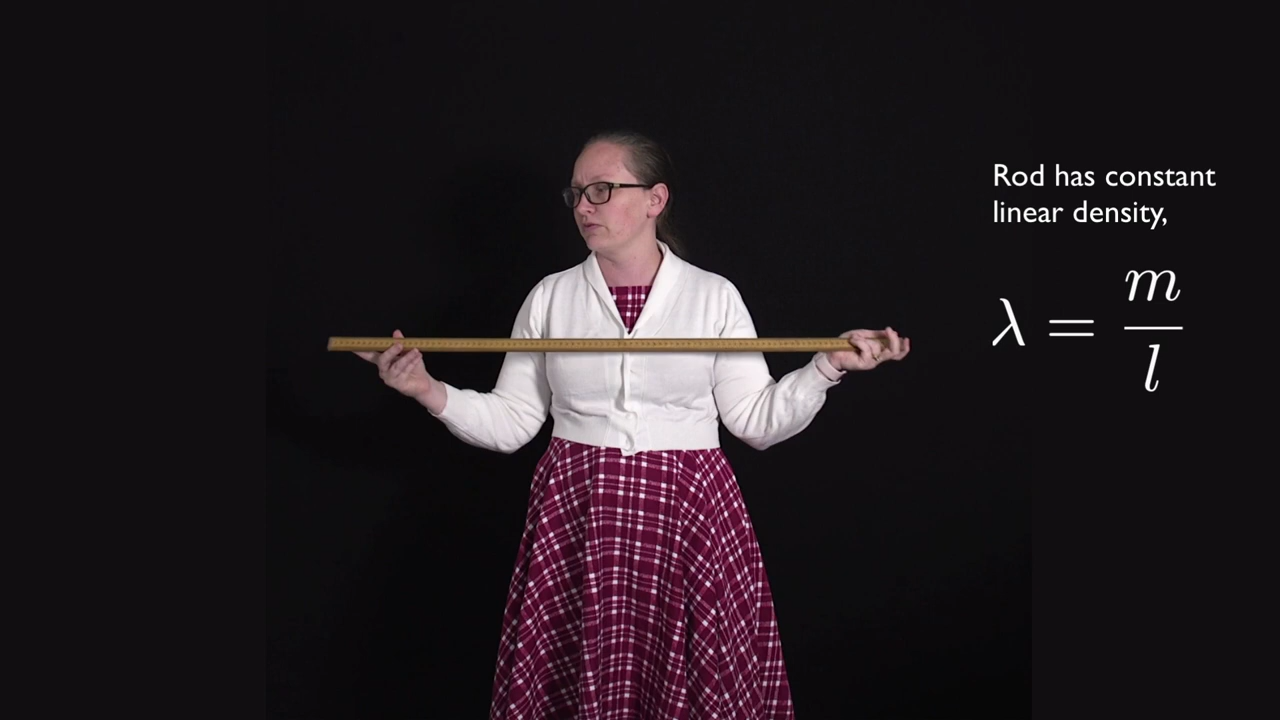 Rod has constant
linear density,
λ = m/l